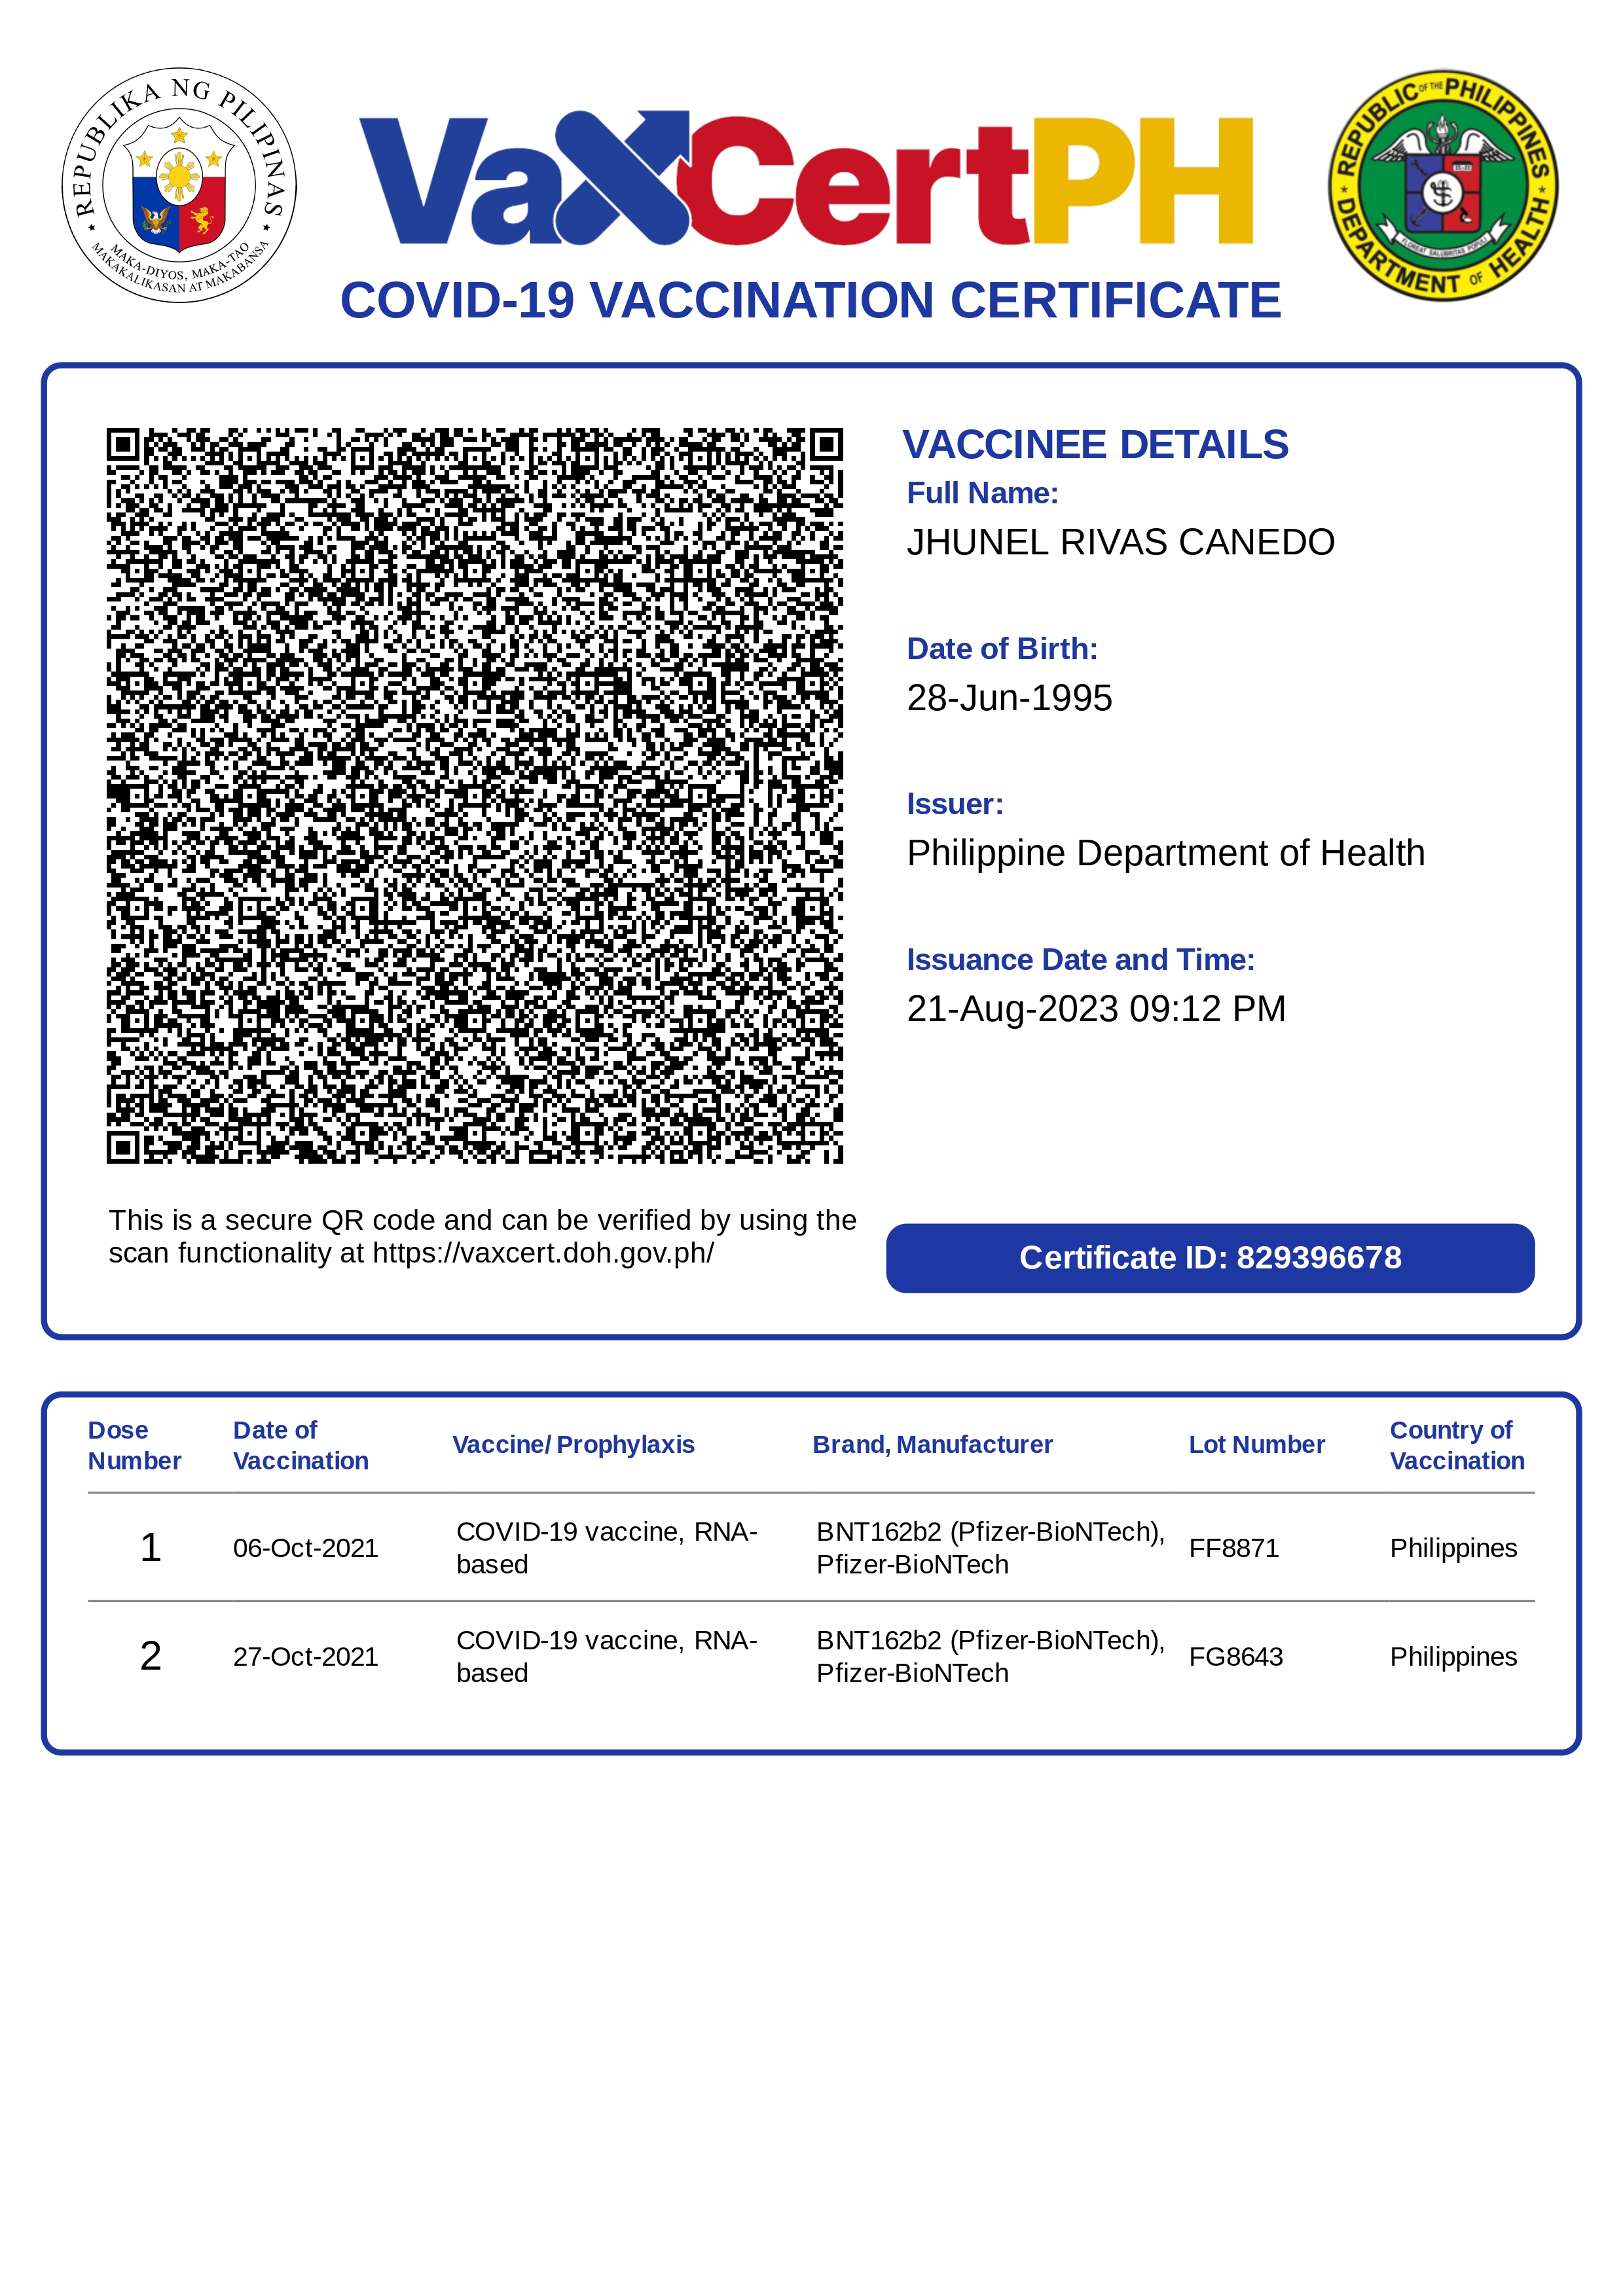 REPUBLIKA NG PILIPINAS
MAKA-DIYOS, MAKA-TAO
MAKAKALIKASAN AT MAKABANSA
VaxCertPH
REPUBLIC OF THE PHILIPPINES
DEPARTMENT OF HEALTH
FLOREAT SALUBRITAS POPULI
COVID-19 VACCINATION CERTIFICATE
VACCINEE DETAILS
Full Name:
JHUNEL RIVAS CANEDO
Date of Birth:
28-Jun-1995
Issuer:
Philippine Department of Health
Issuance Date and Time:
21-Aug-2023 09:12 PM
This is a secure QR code and can be verified by using the
scan functionality at https://vaxcert.doh.gov.ph/
Certificate ID: 829396678
Dose Number Date of Vaccination Vaccine/ Prophylaxis Brand, Manufacturer Lot Number Country of Vaccination
1 06-Oct-2021 COVID-19 vaccine, RNA-based BNT162b2 (Pfizer-BioNTech), Pfizer-BioNTech FF8871 Philippines
2 27-Oct-2021 COVID-19 vaccine, RNA-based BNT162b2 (Pfizer-BioNTech), Pfizer-BioNTech FG8643 Philippines